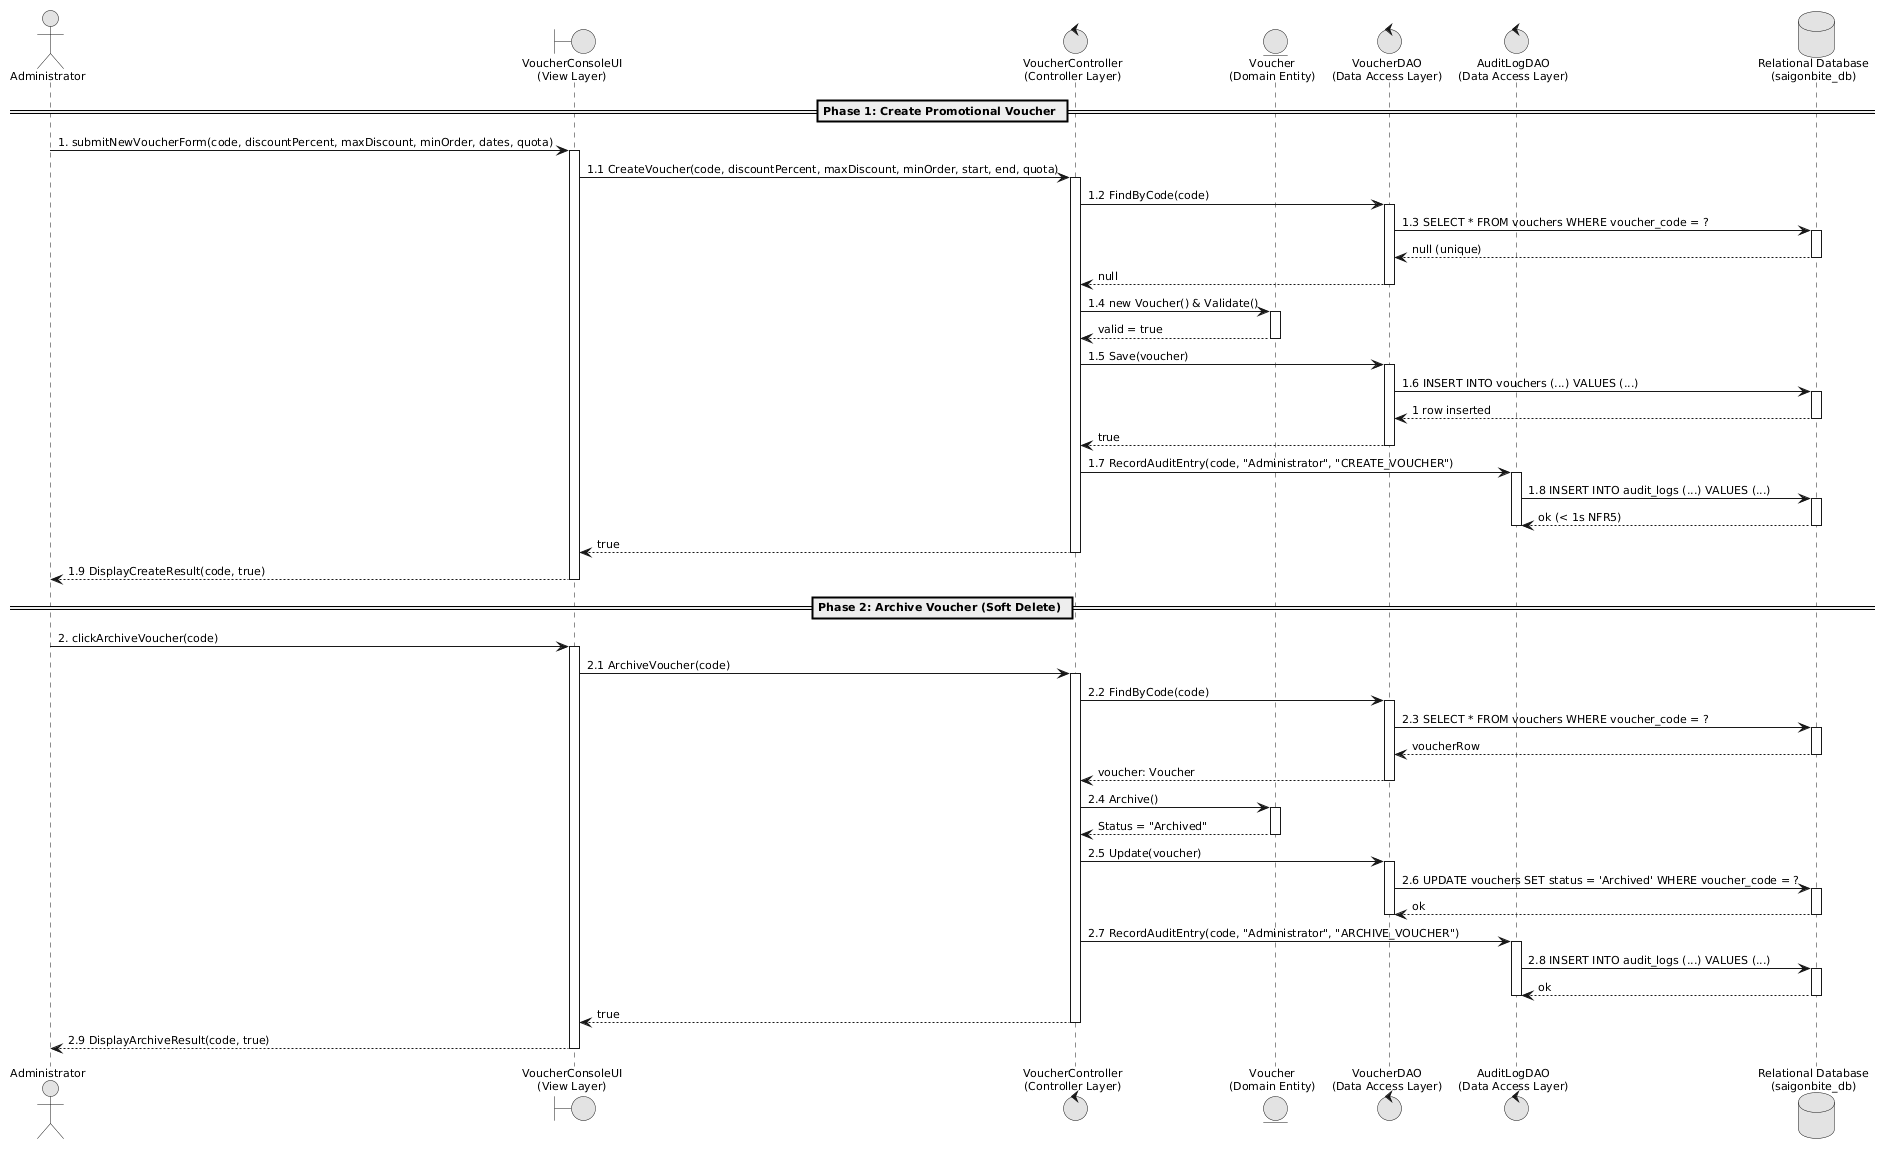 Administrator
VoucherConsoleUI
(View Layer)
VoucherController
(Controller Layer)
Voucher
(Domain Entity)
VoucherDAO
(Data Access Layer)
AuditLogDAO
(Data Access Layer)
Relational Database
(saigonbite_db)
Phase 1: Create Promotional Voucher
1. submitNewVoucherForm(code, discountPercent, maxDiscount, minOrder, dates, quota)
1.1 CreateVoucher(code, discountPercent, maxDiscount, minOrder, start, end, quota)
1.2 FindByCode(code)
1.3 SELECT * FROM vouchers WHERE voucher_code = ?
null (unique)
null
1.4 new Voucher() & Validate()
valid = true
1.5 Save(voucher)
1.6 INSERT INTO vouchers (...) VALUES (...)
1 row inserted
true
1.7 RecordAuditEntry(code, "Administrator", "CREATE_VOUCHER")
1.8 INSERT INTO audit_logs (...) VALUES (...)
ok (< 1s NFR5)
true
1.9 DisplayCreateResult(code, true)
Phase 2: Archive Voucher (Soft Delete)
2. clickArchiveVoucher(code)
2.1 ArchiveVoucher(code)
2.2 FindByCode(code)
2.3 SELECT * FROM vouchers WHERE voucher_code = ?
voucherRow
voucher: Voucher
2.4 Archive()
Status = "Archived"
2.5 Update(voucher)
2.6 UPDATE vouchers SET status = 'Archived' WHERE voucher_code = ?
ok
2.7 RecordAuditEntry(code, "Administrator", "ARCHIVE_VOUCHER")
2.8 INSERT INTO audit_logs (...) VALUES (...)
ok
true
2.9 DisplayArchiveResult(code, true)
Administrator
VoucherConsoleUI
(View Layer)
VoucherController
(Controller Layer)
Voucher
(Domain Entity)
VoucherDAO
(Data Access Layer)
AuditLogDAO
(Data Access Layer)
Relational Database
(saigonbite_db)